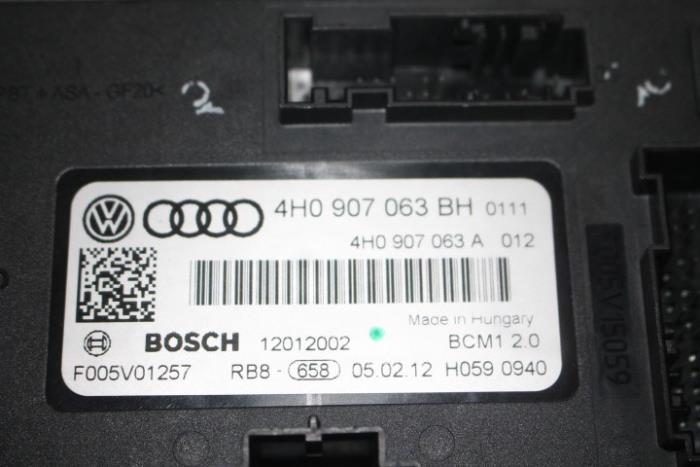 PBT + ASA - GF20<
4H0 907 063 BH 0111
4H0 907 063 A 012
Made in Hungary
BOSCH 12012002 BCM1 2.0
F005V01257 RB8 - 658 05.02.12 H059 0940
F005V15059